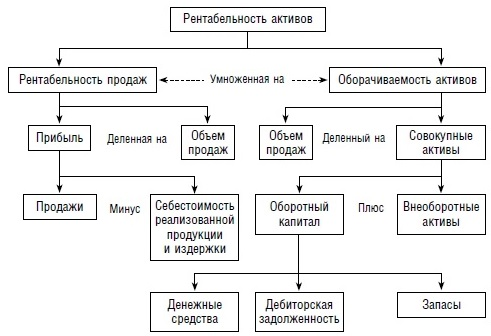 Рентабельность активов
Рентабельность продаж
Умноженная на
Оборачиваемость активов
Прибыль
Деленная на
Объем
продаж
Объем
продаж
Деленный на
Совокупные
активы
Продажи
Минус
Себестоимость
реализованной
продукции
и издержки
Оборотный
капитал
Плюс
Внеоборотные
активы
Денежные
средства
Дебиторская
задолженность
Запасы